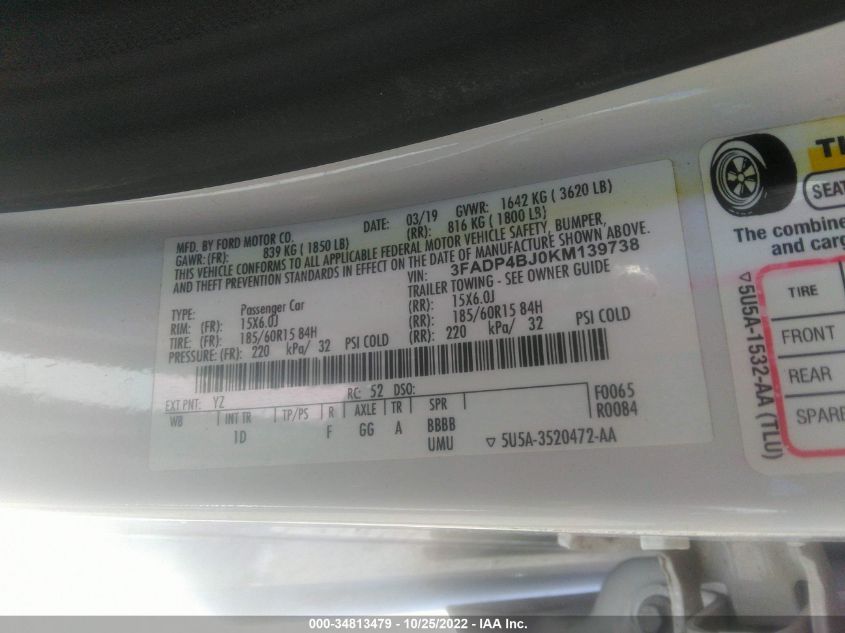 MFD. BY FORD MOTOR CO. DATE: 03/19 GVWR: 1642 KG ( 3620 LB)
GAWR: (FR): 839 KG ( 1850 LB) (RR): 816 KG ( 1800 LB)
THIS VEHICLE CONFORMS TO ALL APPLICABLE FEDERAL MOTOR VEHICLE SAFETY, BUMPER,
AND THEFT PREVENTION STANDARDS IN EFFECT ON THE DATE OF MANUFACTURE SHOWN ABOVE.
VIN: 3FADP4BJ0KM139738
TYPE: Passenger Car TRAILER TOWING - SEE OWNER GUIDE
RIM: (FR): 15X6.0J (RR): 15X6.0J
TIRE: (FR): 185/60R15 84H (RR): 185/60R15 84H
PRESSURE: (FR): 220 kPa/ 32 PSI COLD (RR): 220 kPa/ 32 PSI COLD
EXT PNT: YZ RC: 52 DSO: F0065
WB INT TR TP/PS R AXLE TR SPR R0084
1D F GG A BBBB
UMU ▽ 5U5A-3520472-AA
SEAT
The combine
and carg
TIRE
FRONT
REAR
SPARE
▽ 5U5A-1532-AA (TLU)
000-34813479 - 10/25/2022 - IAA Inc.